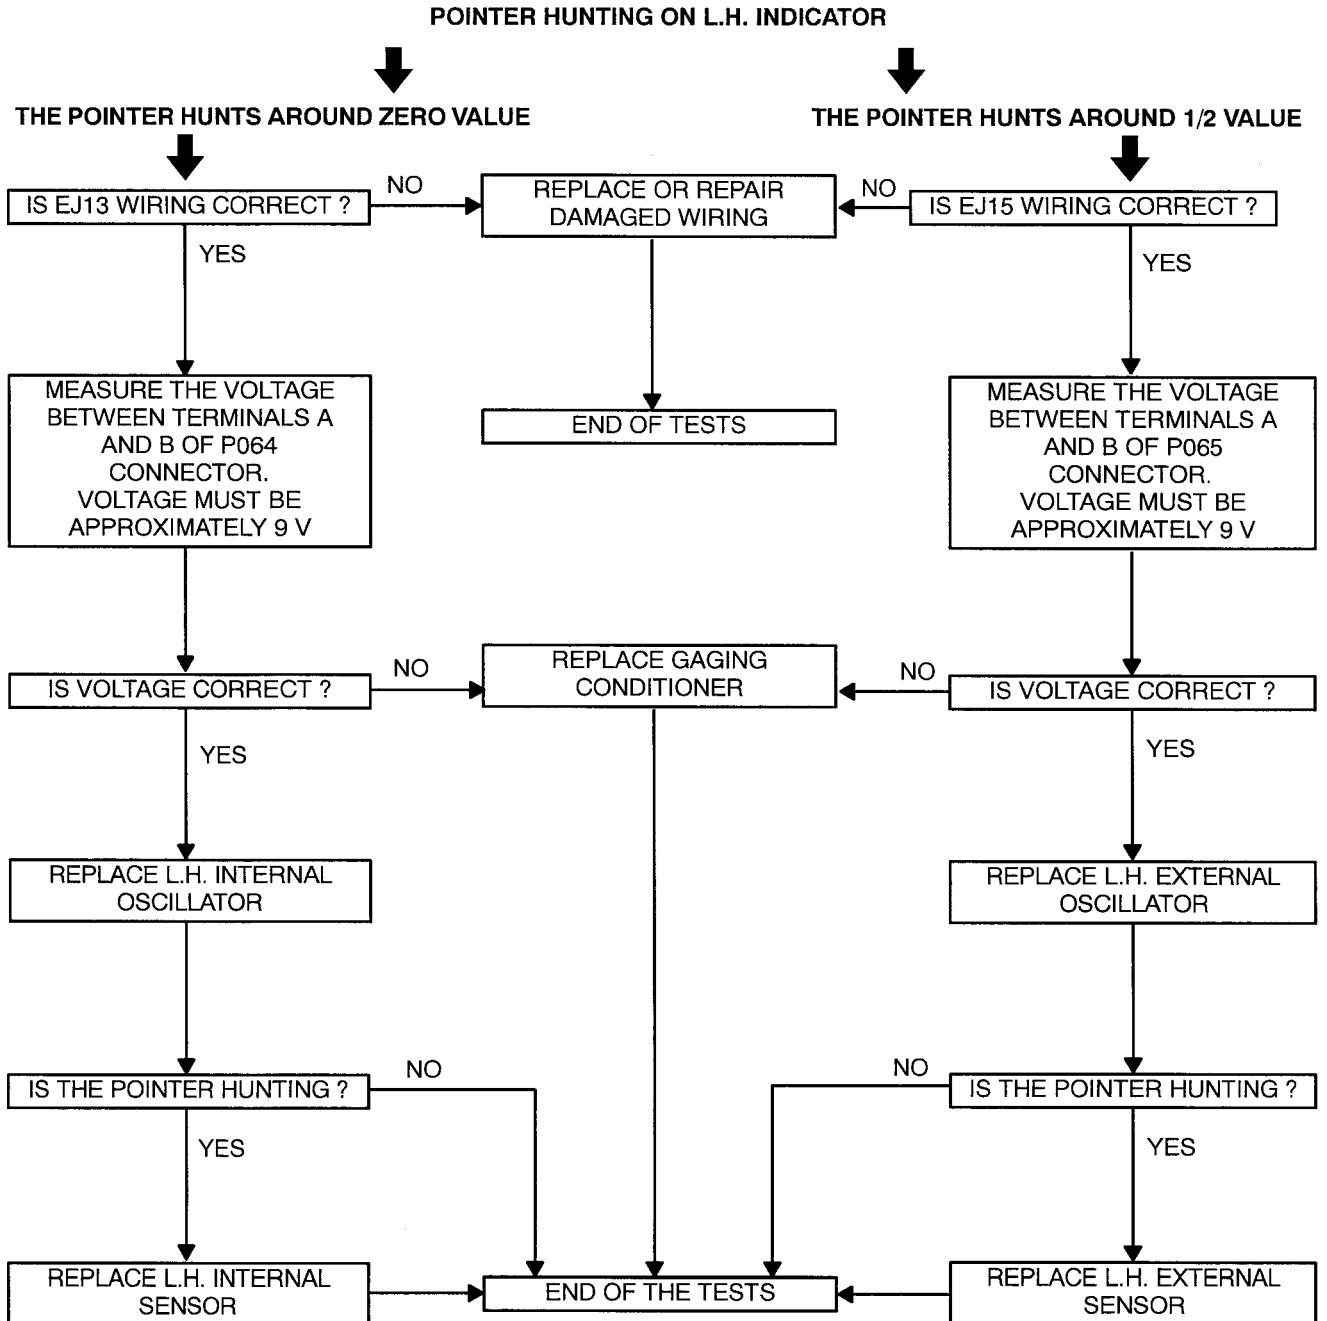 POINTER HUNTING ON L.H. INDICATOR
THE POINTER HUNTS AROUND ZERO VALUE
THE POINTER HUNTS AROUND 1/2 VALUE
IS EJ13 WIRING CORRECT ?
NO
REPLACE OR REPAIR
DAMAGED WIRING
NO
IS EJ15 WIRING CORRECT ?
YES
YES
MEASURE THE VOLTAGE
BETWEEN TERMINALS A
AND B OF P064
CONNECTOR.
VOLTAGE MUST BE
APPROXIMATELY 9 V
END OF TESTS
MEASURE THE VOLTAGE
BETWEEN TERMINALS A
AND B OF P065
CONNECTOR.
VOLTAGE MUST BE
APPROXIMATELY 9 V
IS VOLTAGE CORRECT ?
NO
REPLACE GAGING
CONDITIONER
NO
IS VOLTAGE CORRECT ?
YES
YES
REPLACE L.H. INTERNAL
OSCILLATOR
REPLACE L.H. EXTERNAL
OSCILLATOR
IS THE POINTER HUNTING ?
NO
NO
IS THE POINTER HUNTING ?
YES
YES
REPLACE L.H. INTERNAL
SENSOR
END OF THE TESTS
REPLACE L.H. EXTERNAL
SENSOR